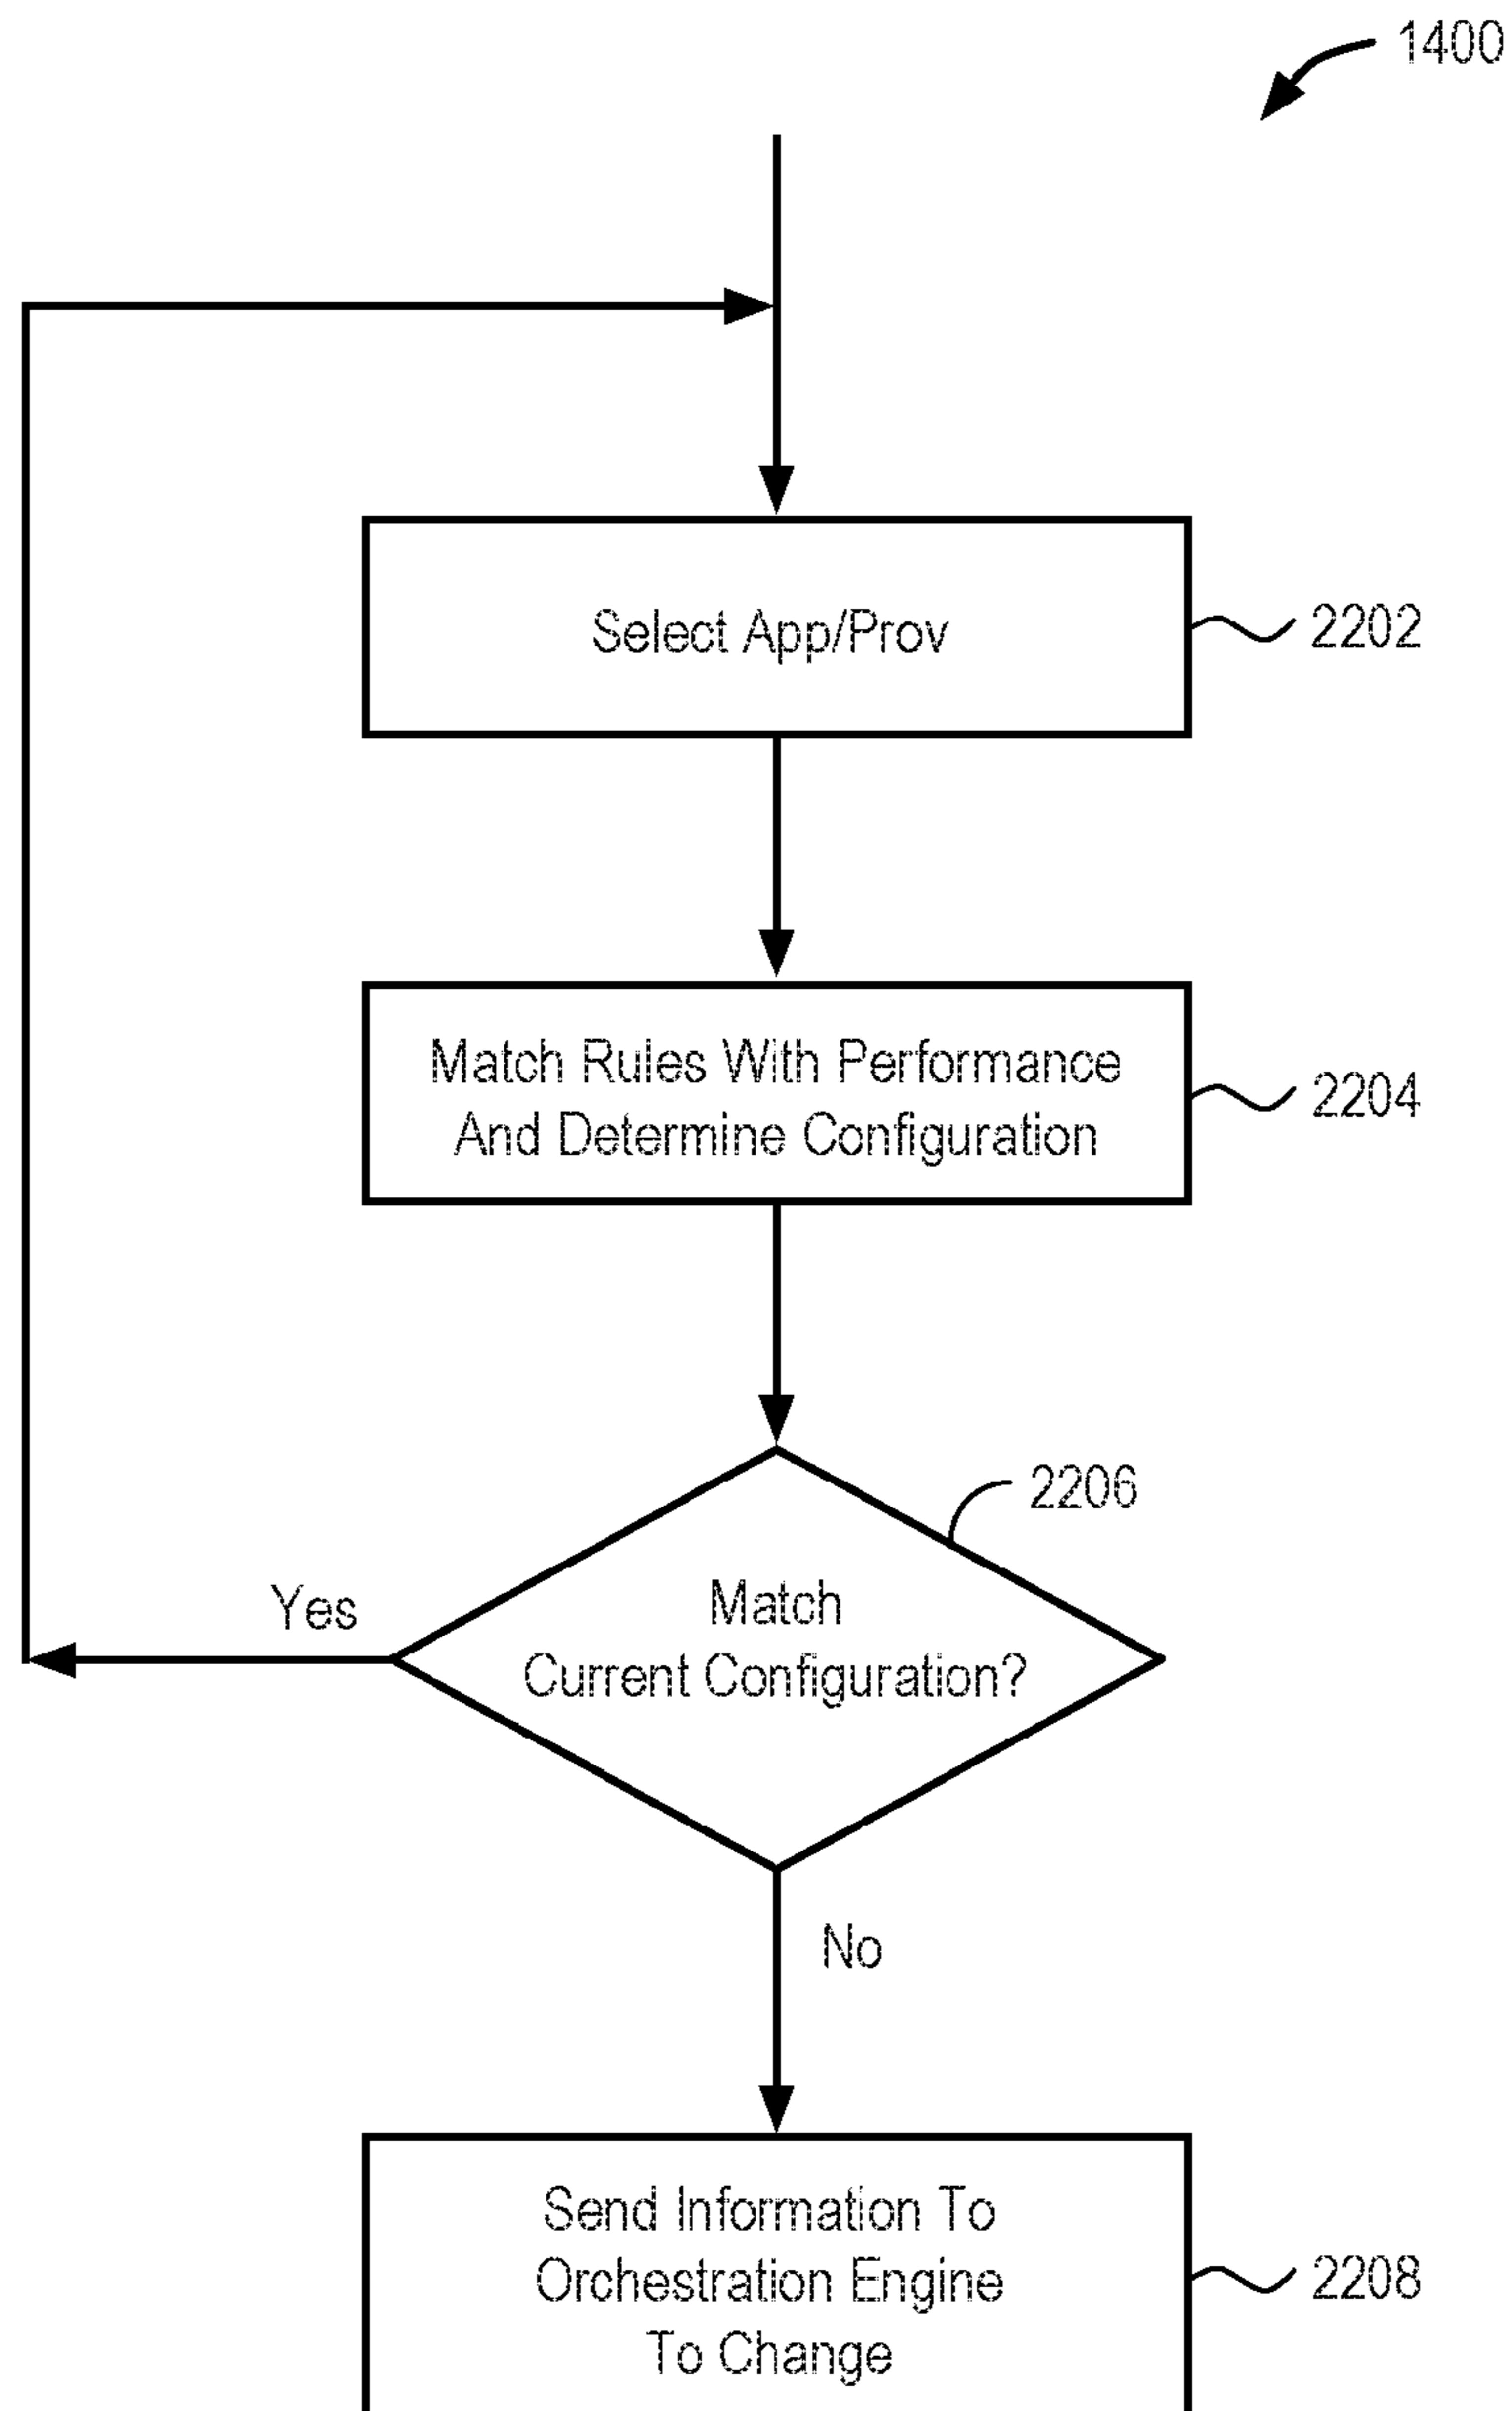 1400
Select App/Prov
2202
Match Rules With Performance
And Determine Configuration
2204
2206
Match
Current Configuration?
Yes
No
Send Information To
Orchestration Engine
To Change
2208